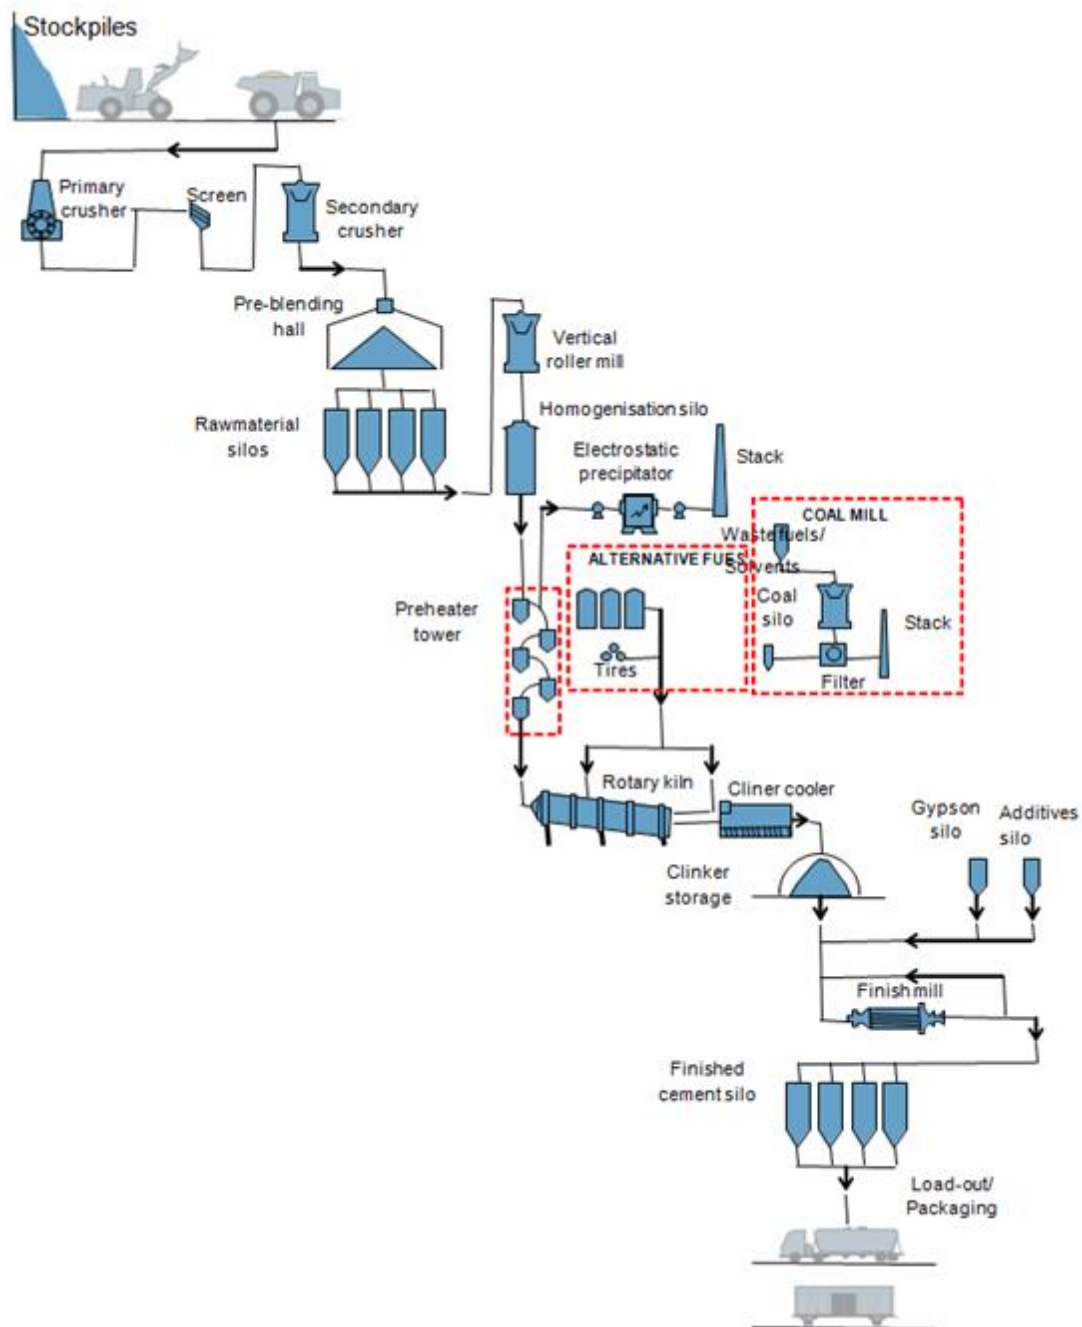 Stockpiles
Primary
crusher
Screen
Secondary
crusher
Pre-blending
hall
Vertical
roller mill
Rawmaterial
silos
Homogenisation silo
Electrostatic
precipitator
Stack
COAL MILL
Waste fuels/
Solvents
ALTERNATIVE FUES
Coal
silo
Stack
Filter
Preheater
tower
Tires
Rotary kiln
Cliner cooler
Gypson
silo
Additives
silo
Clinker
storage
Finish mill
Finished
cement silo
Load-out/
Packaging